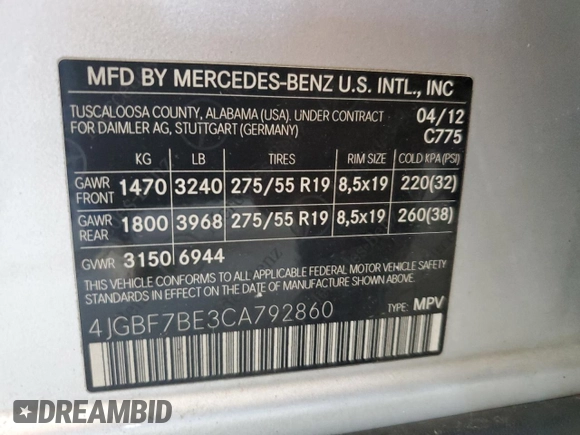 MFD BY MERCEDES-BENZ U.S. INTL., INC
TUSCALOOSA COUNTY, ALABAMA (USA). UNDER CONTRACT
FOR DAIMLER AG, STUTTGART (GERMANY)
04/12
C775
KG LB TIRES RIM SIZE COLD KPA(PSI)
GAWR FRONT 1470 3240 275/55 R19 8,5x19 220(32)
GAWR REAR 1800 3968 275/55 R19 8,5x19 260(38)
GVWR 3150 6944
THIS VEHICLE CONFORMS TO ALL APPLICABLE FEDERAL MOTOR VEHICLE SAFETY
STANDARDS IN EFFECT ON THE DATE OF MANUFACTURE SHOWN ABOVE.
4JGBF7BE3CA792860 TYPE: MPV
DREAMBID